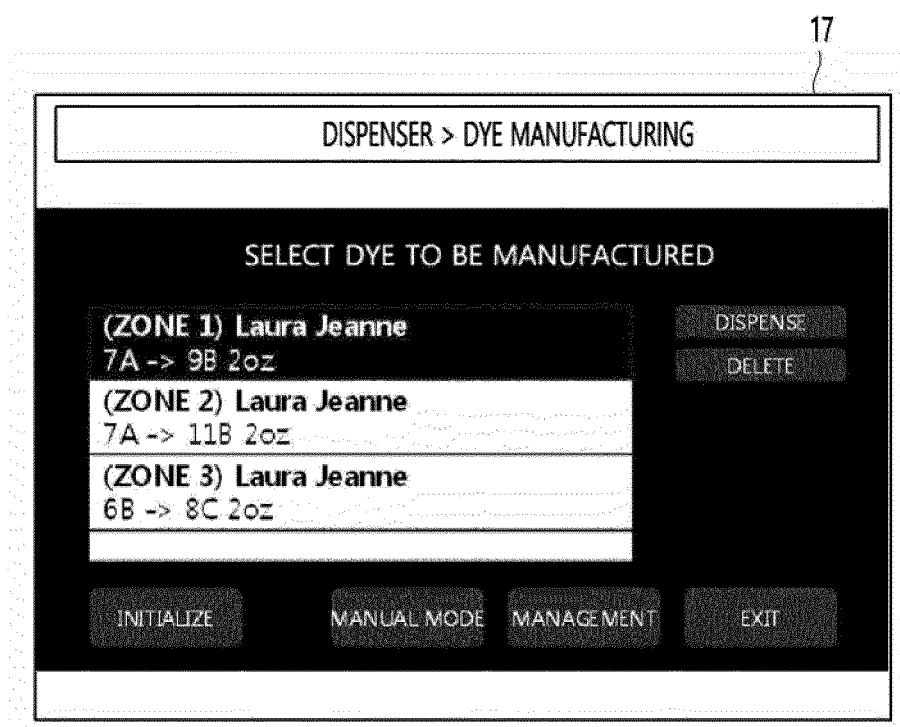 17
DISPENSER > DYE MANUFACTURING
SELECT DYE TO BE MANUFACTURED
(ZONE 1) Laura Jeanne
7A -> 9B 2oz
(ZONE 2) Laura Jeanne
7A -> 11B 2oz
(ZONE 3) Laura Jeanne
6B -> 8C 2oz
DISPENSE
DELETE
INITIALIZE
MANUAL MODE
MANAGEMENT
EXIT